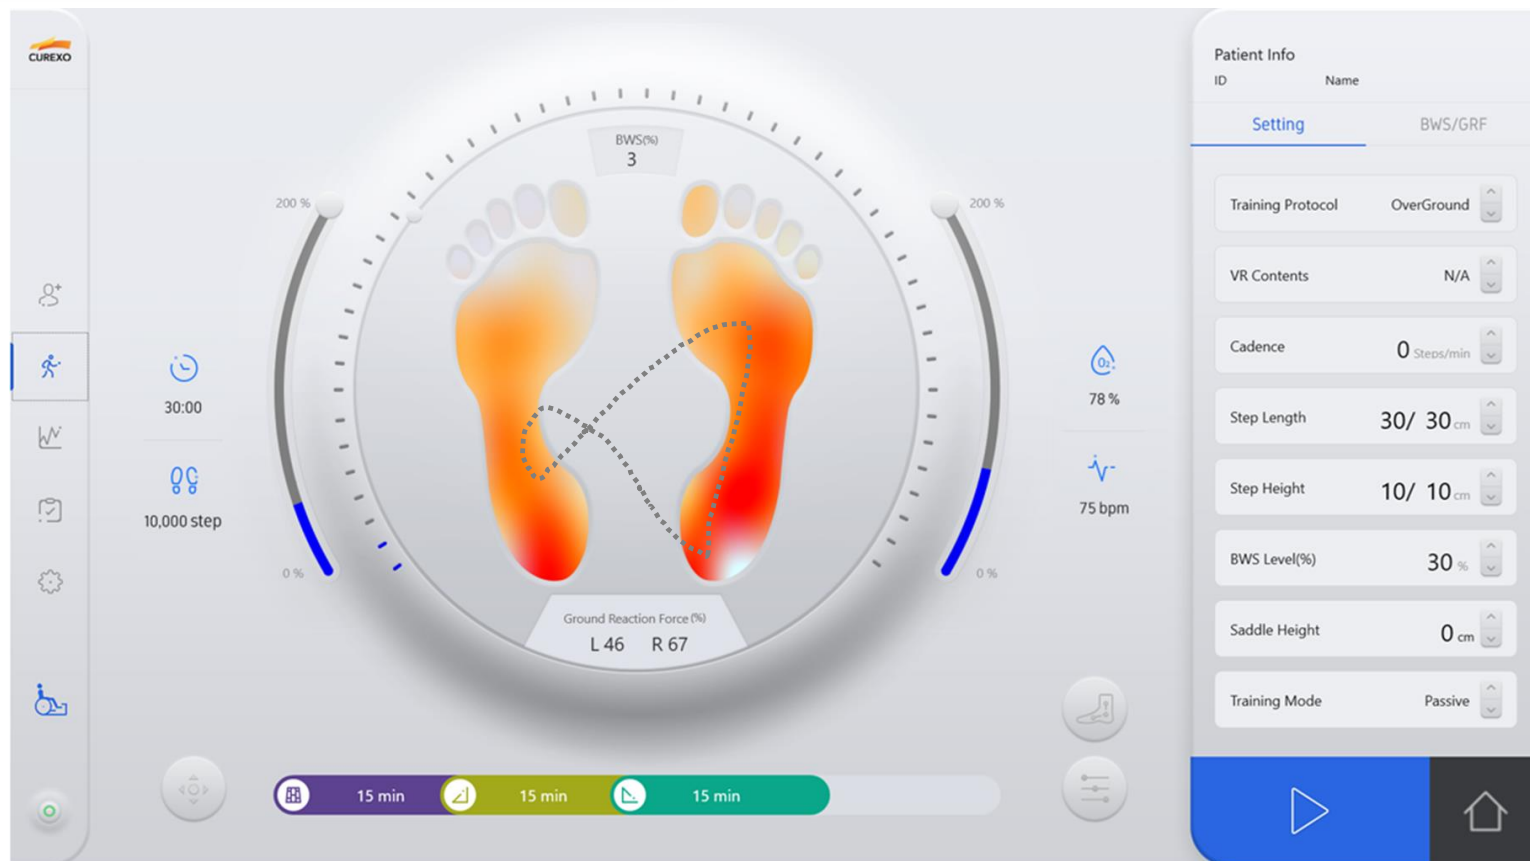 CUREXO
BWS(%)
3
200 %
200 %
30:00
10,000 step
O2
78 %
75 bpm
0 %
0 %
Ground Reaction Force (%)
L 46 R 67
15 min 15 min 15 min
Patient Info
ID Name
Setting BWS/GRF
Training Protocol OverGround
VR Contents N/A
Cadence 0 Steps/min
Step Length 30/ 30 cm
Step Height 10/ 10 cm
BWS Level(%) 30 %
Saddle Height 0 cm
Training Mode Passive